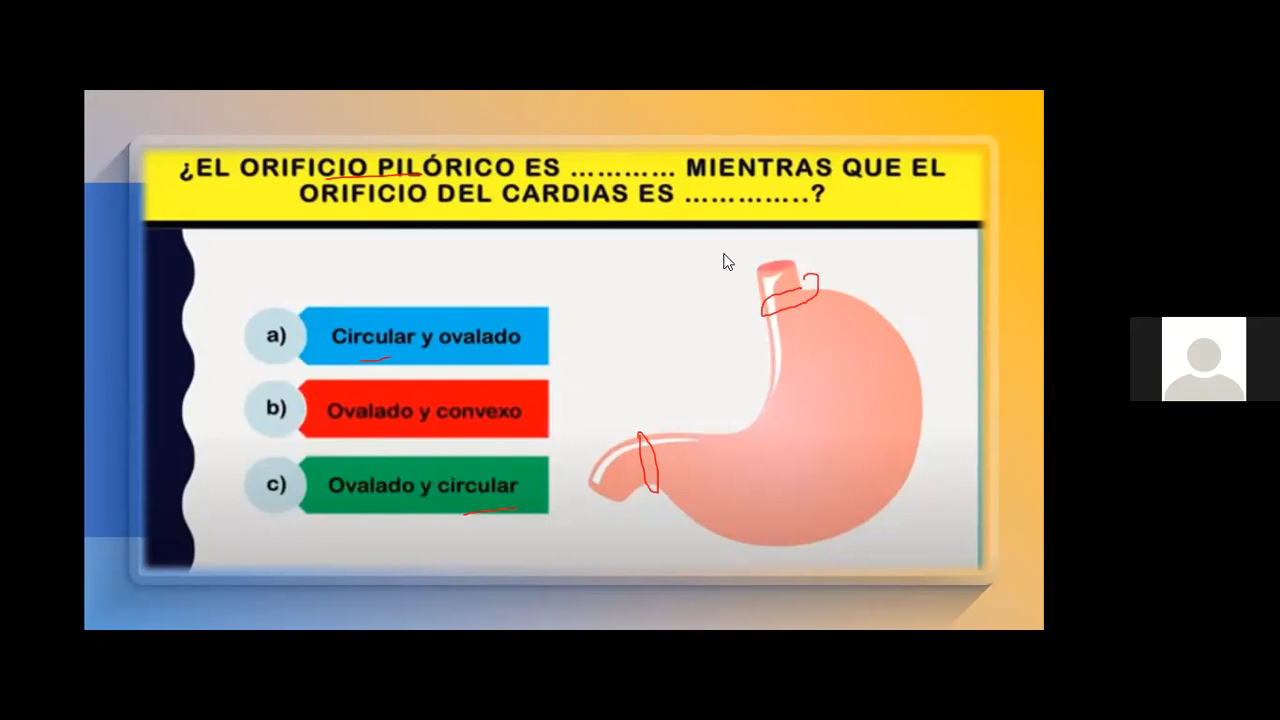 ¿EL ORIFICIO PILÓRICO ES ………… MIENTRAS QUE EL
ORIFICIO DEL CARDIAS ES …………..?
a) Circular y ovalado
b) Ovalado y convexo
c) Ovalado y circular